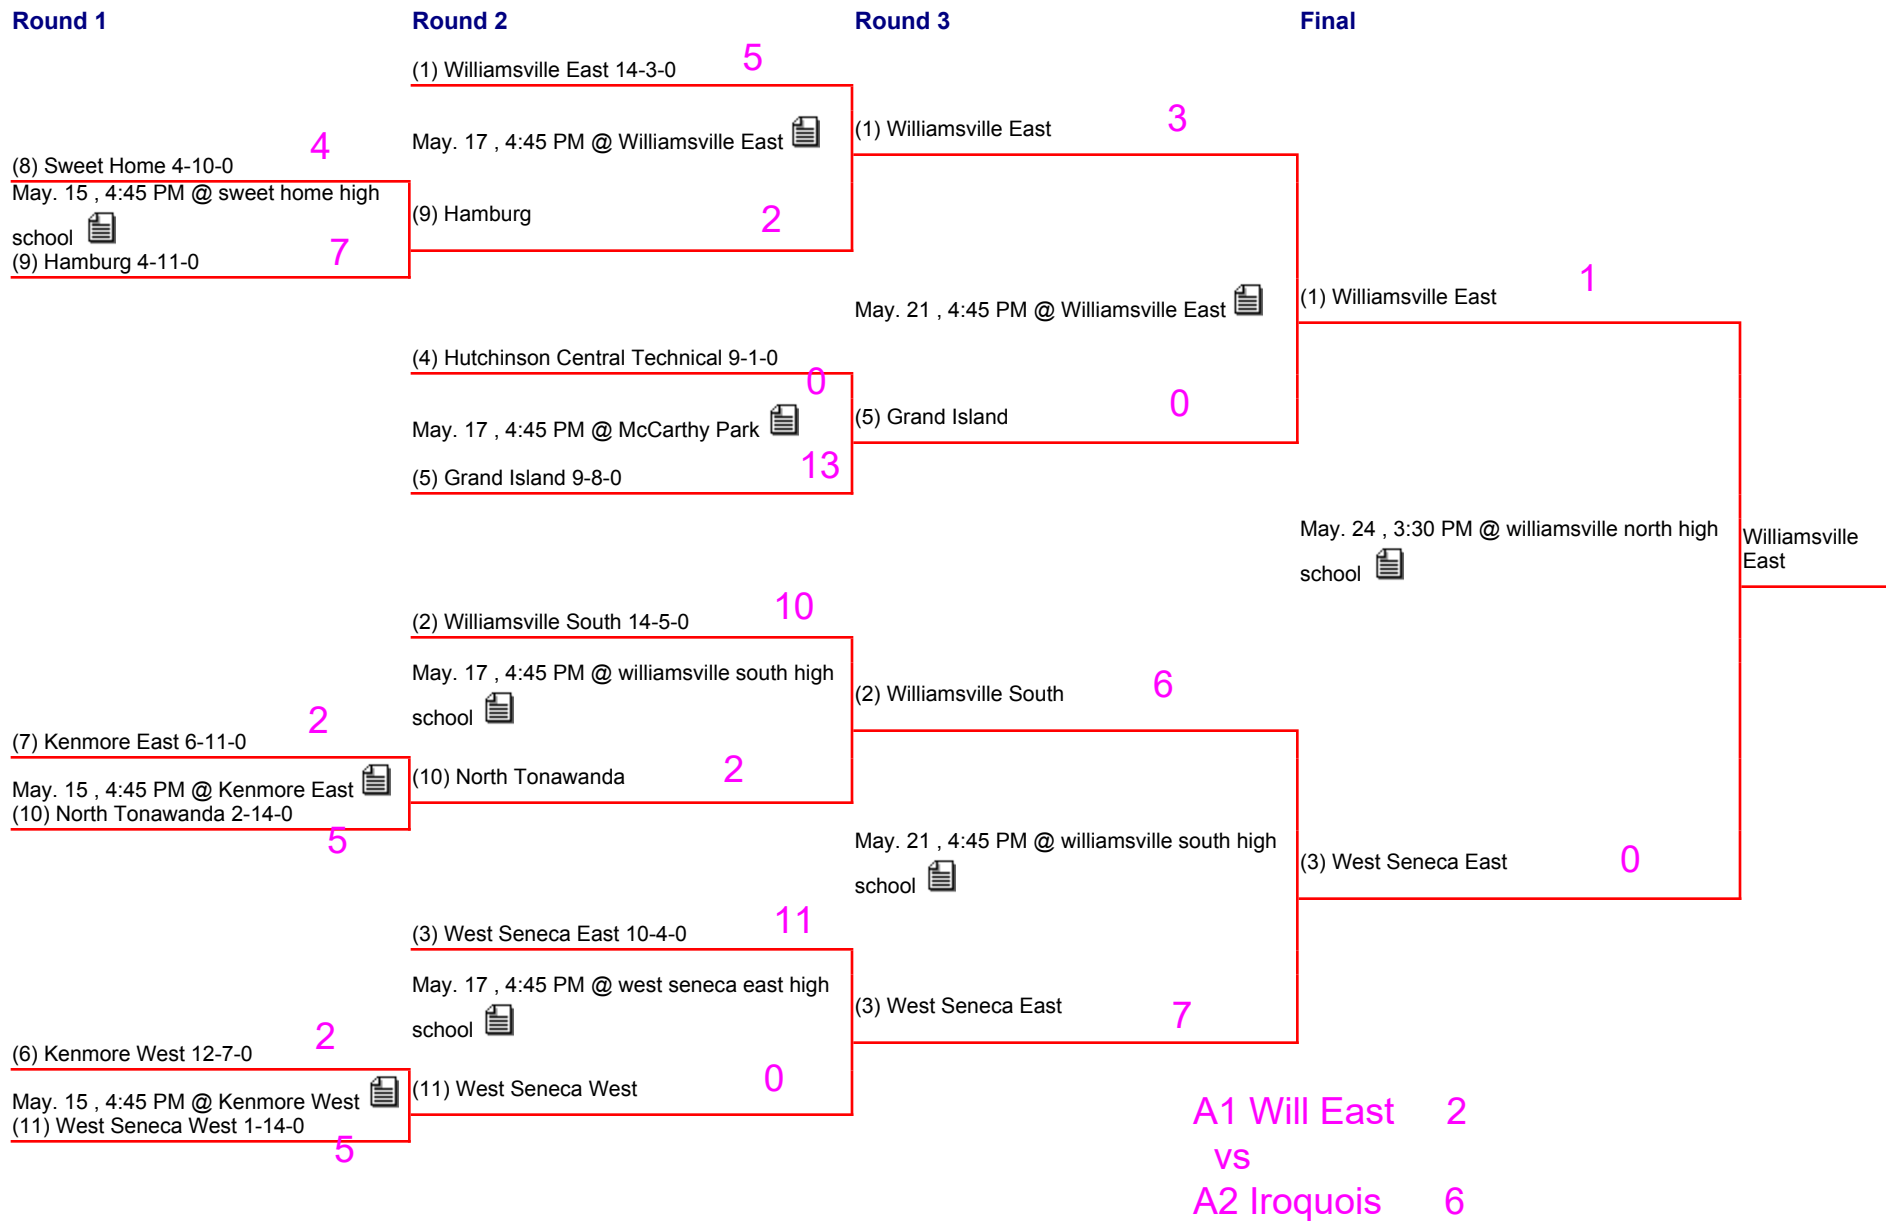 Round 1
Round 2
Round 3
Final
(8) Sweet Home 4-10-0
4
May. 15 , 4:45 PM @ sweet home high
school
(9) Hamburg 4-11-0
7
(7) Kenmore East 6-11-0
2
May. 15 , 4:45 PM @ Kenmore East
(10) North Tonawanda 2-14-0
5
(6) Kenmore West 12-7-0
2
May. 15 , 4:45 PM @ Kenmore West
(11) West Seneca West 1-14-0
5
(1) Williamsville East 14-3-0
5
May. 17 , 4:45 PM @ Williamsville East
(9) Hamburg
2
(4) Hutchinson Central Technical 9-1-0
0
May. 17 , 4:45 PM @ McCarthy Park
(5) Grand Island 9-8-0
13
(2) Williamsville South 14-5-0
10
May. 17 , 4:45 PM @ williamsville south high
school
(10) North Tonawanda
2
(3) West Seneca East 10-4-0
11
May. 17 , 4:45 PM @ west seneca east high
school
(11) West Seneca West
0
(1) Williamsville East
3
May. 21 , 4:45 PM @ Williamsville East
(5) Grand Island
0
(2) Williamsville South
6
May. 21 , 4:45 PM @ williamsville south high
school
(3) West Seneca East
7
(1) Williamsville East
1
May. 24 , 3:30 PM @ williamsville north high
school
(3) West Seneca East
0
Williamsville
East
A1 Will East 2
vs
A2 Iroquois 6